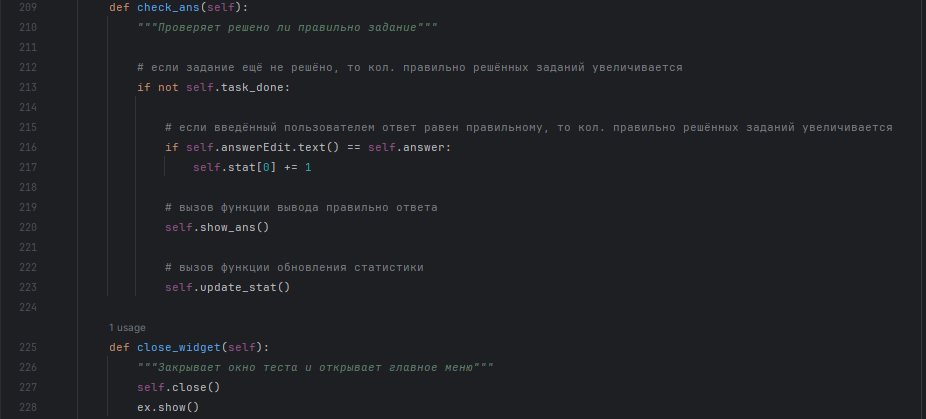 209 def check_ans(self):
210 """Проверяет решено ли правильно задание"""
211
212 # если задание ещё не решёно, то кол. правильно решённых заданий увеличивается
213 if not self.task_done:
214
215 # если введённый пользователем ответ равен правильному, то кол. правильно решённых заданий увеличивается
216 if self.answerEdit.text() == self.answer:
217 self.stat[0] += 1
218
219 # вызов функции вывода правильно ответа
220 self.show_ans()
221
222 # вызов функции обновления статистики
223 self.update_stat()
224
1 usage
225 def close_widget(self):
226 """Закрывает окно теста и открывает главное меню"""
227 self.close()
228 ex.show()